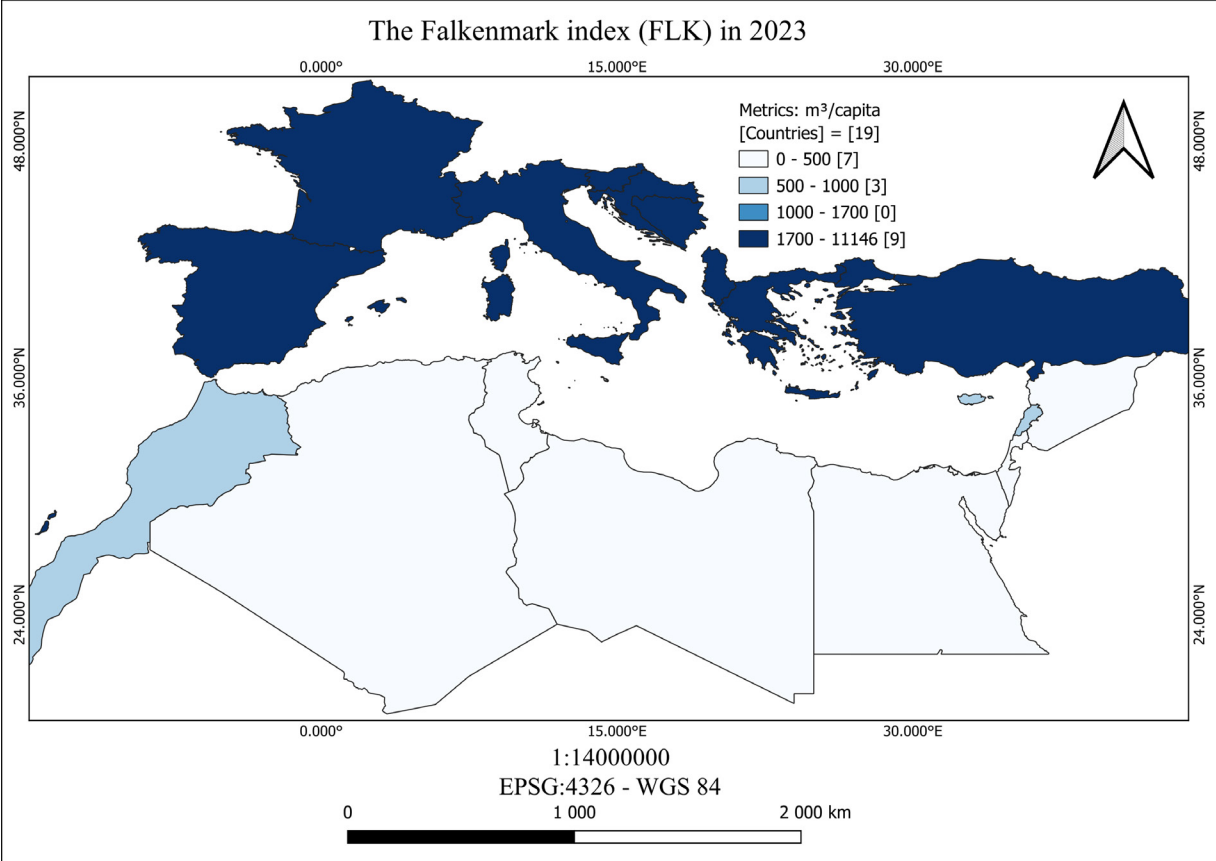 The Falkenmark index (FLK) in 2023
0.000° 15.000°E 30.000°E
48.000°N
36.000°N
24.000°N
Metrics: m³/capita
[Countries] = [19]
0 - 500 [7]
500 - 1000 [3]
1000 - 1700 [0]
1700 - 11146 [9]
48.000°N
36.000°N
24.000°N
0.000° 15.000°E 30.000°E
1:14000000
EPSG:4326 - WGS 84
0 1 000 2 000 km